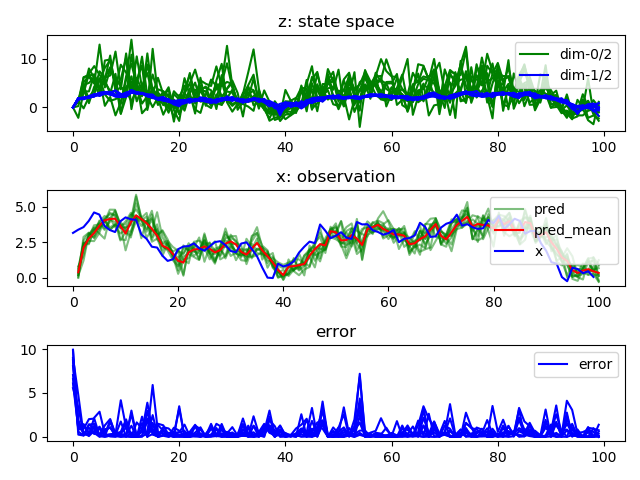 z: state space
10
0
dim-0/2
dim-1/2
0 20 40 60 80 100
x: observation
5.0
2.5
0.0
pred
pred_mean
x
0 20 40 60 80 100
error
10
5
0
error
0 20 40 60 80 100